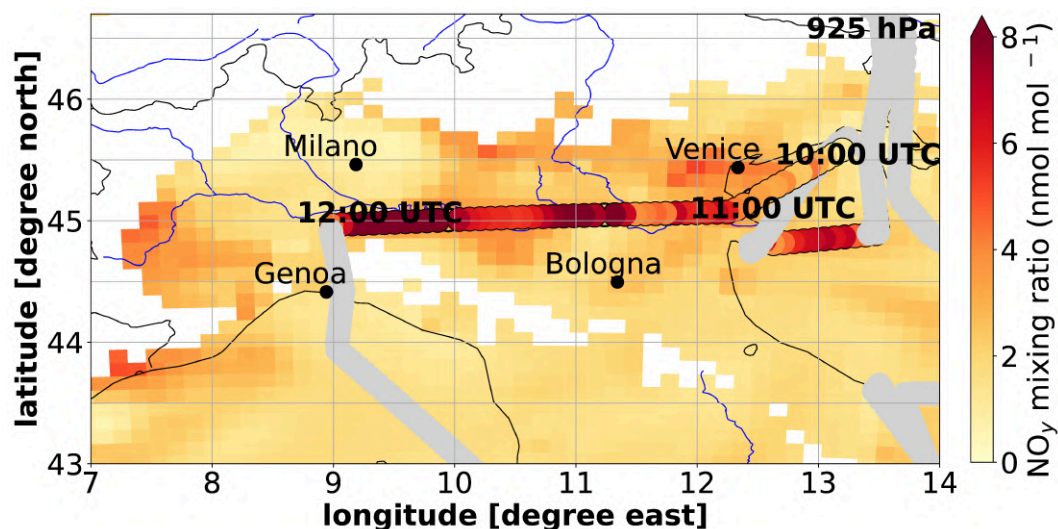 925 hPa
46
Milano
Venice
10:00 UTC
45
12:00 UTC
11:00 UTC
Genoa
Bologna
44
43
7
8
9
10
11
12
13
14
longitude [degree east]
latitude [degree north]
8
6
4
2
0
NOy mixing ratio (nmol mol ⁻¹)